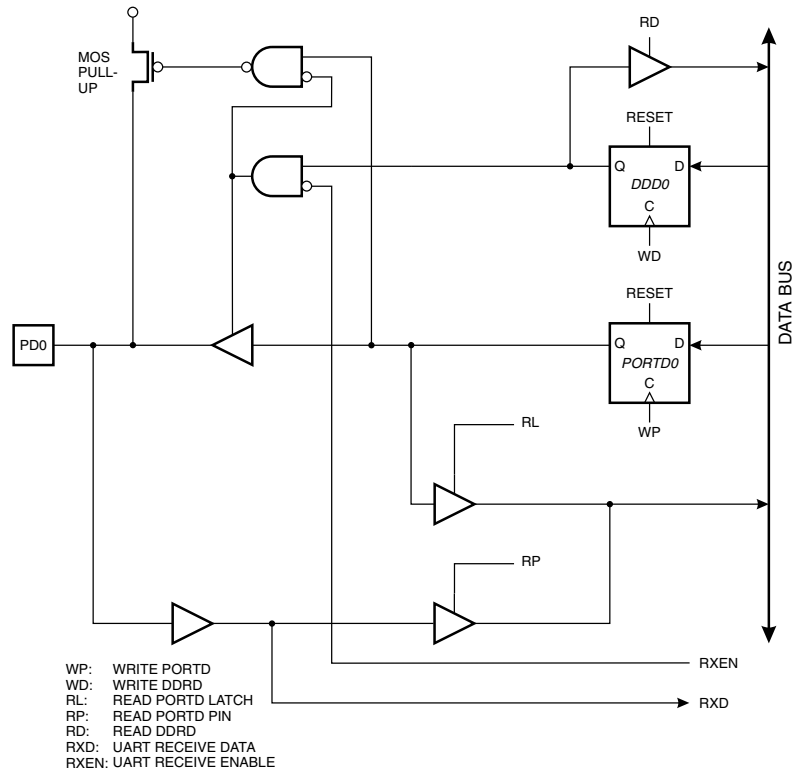 RD
MOS
PULL-
UP
RESET
Q
D
DDD0
C
WD
RESET
PD0
Q
D
PORTD0
C
WP
DATA BUS
RL
RP
RXEN
RXD
WP: WRITE PORTD
WD: WRITE DDRD
RL: READ PORTD LATCH
RP: READ PORTD PIN
RD: READ DDRD
RXD: UART RECEIVE DATA
RXEN: UART RECEIVE ENABLE